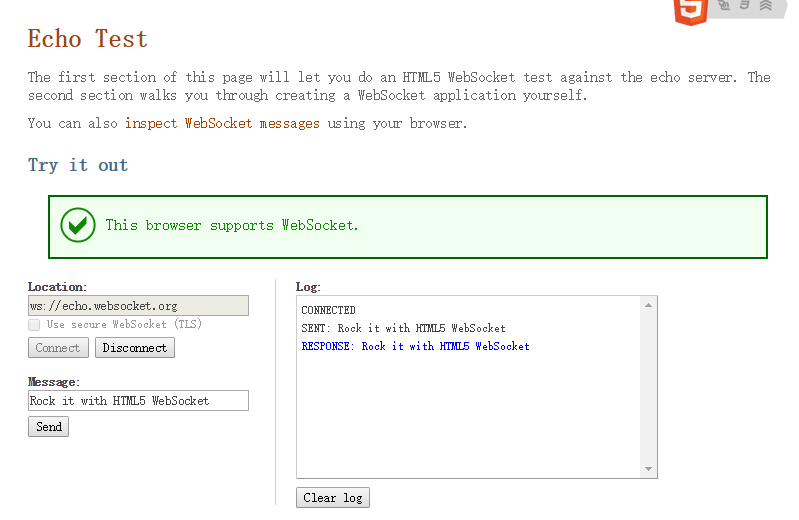 Echo Test
The first section of this page will let you do an HTML5 WebSocket test against the echo server. The
second section walks you through creating a WebSocket application yourself.
You can also inspect WebSocket messages using your browser.
Try it out
This browser supports WebSocket.
Location:
ws://echo.websocket.org
Use secure WebSocket (TLS)
Connect Disconnect
Message:
Rock it with HTML5 WebSocket
Send
Log:
CONNECTED
SENT: Rock it with HTML5 WebSocket
RESPONSE: Rock it with HTML5 WebSocket
Clear log